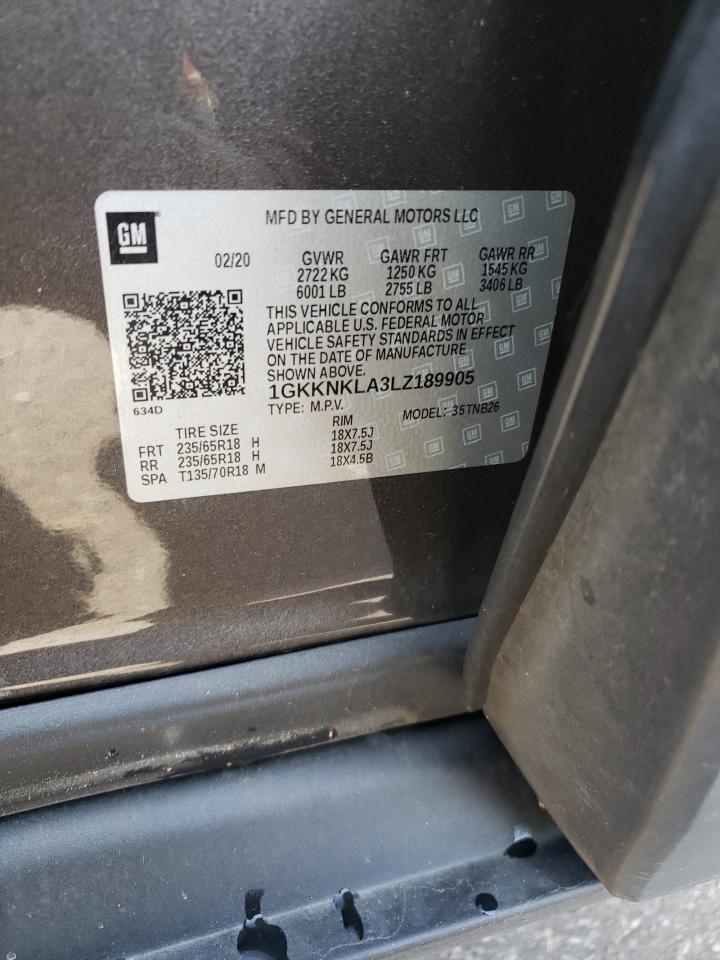 GM
MFD BY GENERAL MOTORS LLC
02/20 GVWR GAWR FRT GAWR RR
2722 KG 1250 KG 1545 KG
6001 LB 2755 LB 3406 LB
THIS VEHICLE CONFORMS TO ALL
APPLICABLE U.S. FEDERAL MOTOR
VEHICLE SAFETY STANDARDS IN EFFECT
ON THE DATE OF MANUFACTURE
SHOWN ABOVE.
1GKKNKLA3LZ189905
634D
TYPE: M.P.V. MODEL: 35TNB26
TIRE SIZE RIM
FRT 235/65R18 H 18X7.5J
RR 235/65R18 H 18X7.5J
SPA T135/70R18 M 18X4.5B